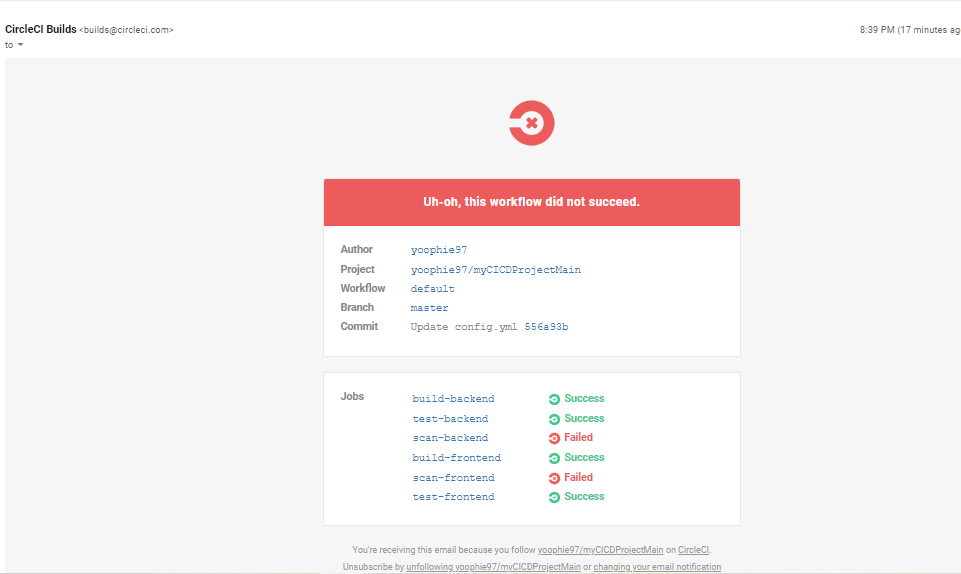 CircleCI Builds <builds@circleci.com>
8:39 PM (17 minutes ag
to
Uh-oh, this workflow did not succeed.
Author yoophie97
Project yoophie97/myCICDProjectMain
Workflow default
Branch master
Commit Update config.yml 556a93b
Jobs build-backend Success
test-backend Success
scan-backend Failed
build-frontend Success
scan-frontend Failed
test-frontend Success
You're receiving this email because you follow yoophie97/myCICDProjectMain on CircleCI.
Unsubscribe by unfollowing yoophie97/myCICDProjectMain or changing your email notification